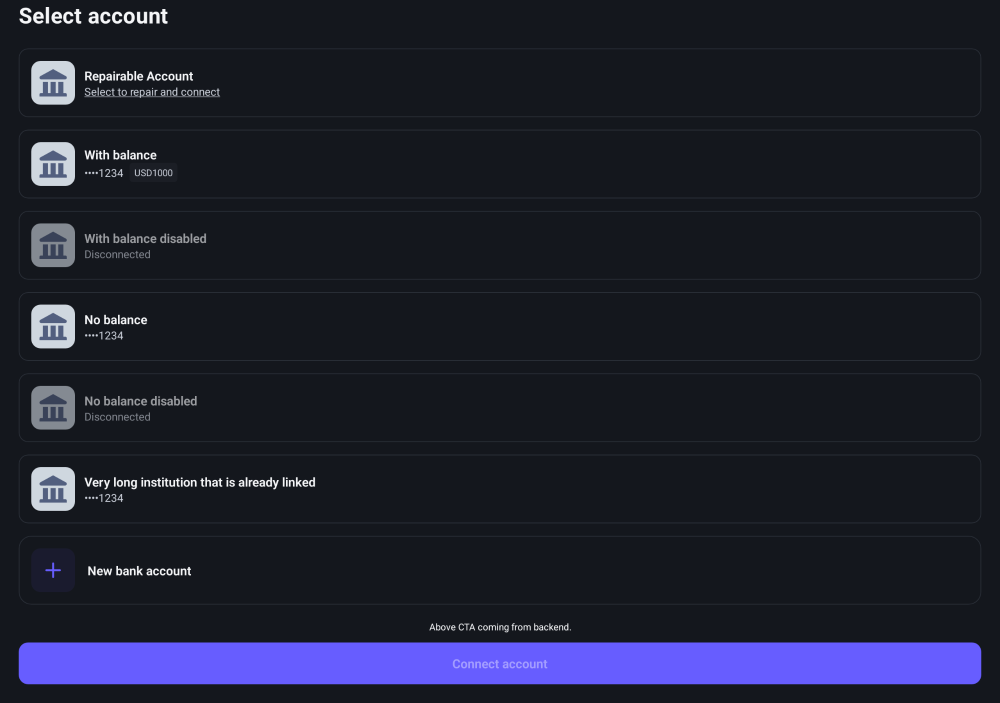 Select account
Repairable Account
Select to repair and connect
With balance
••••1234 USD1000
With balance disabled
Disconnected
No balance
••••1234
No balance disabled
Disconnected
Very long institution that is already linked
••••1234
New bank account
Above CTA coming from backend.
Connect account